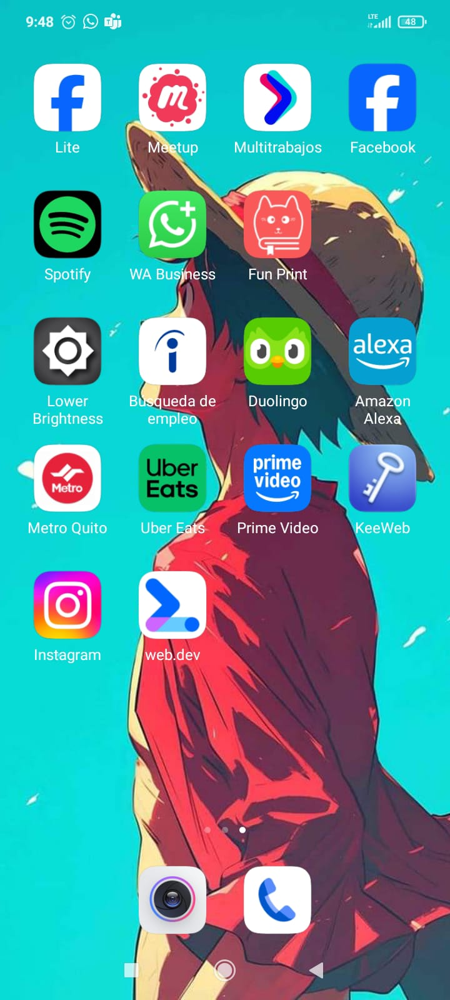 9:48
LTE
48
Lite
Meetup
Multitrabajos
Facebook
Spotify
WA Business
Fun Print
alexa
Lower Brightness
Búsqueda de empleo
Duolingo
Amazon Alexa
Metro
Uber Eats
prime video
Metro Quito
Uber Eats
Prime Video
KeeWeb
Instagram
web.dev